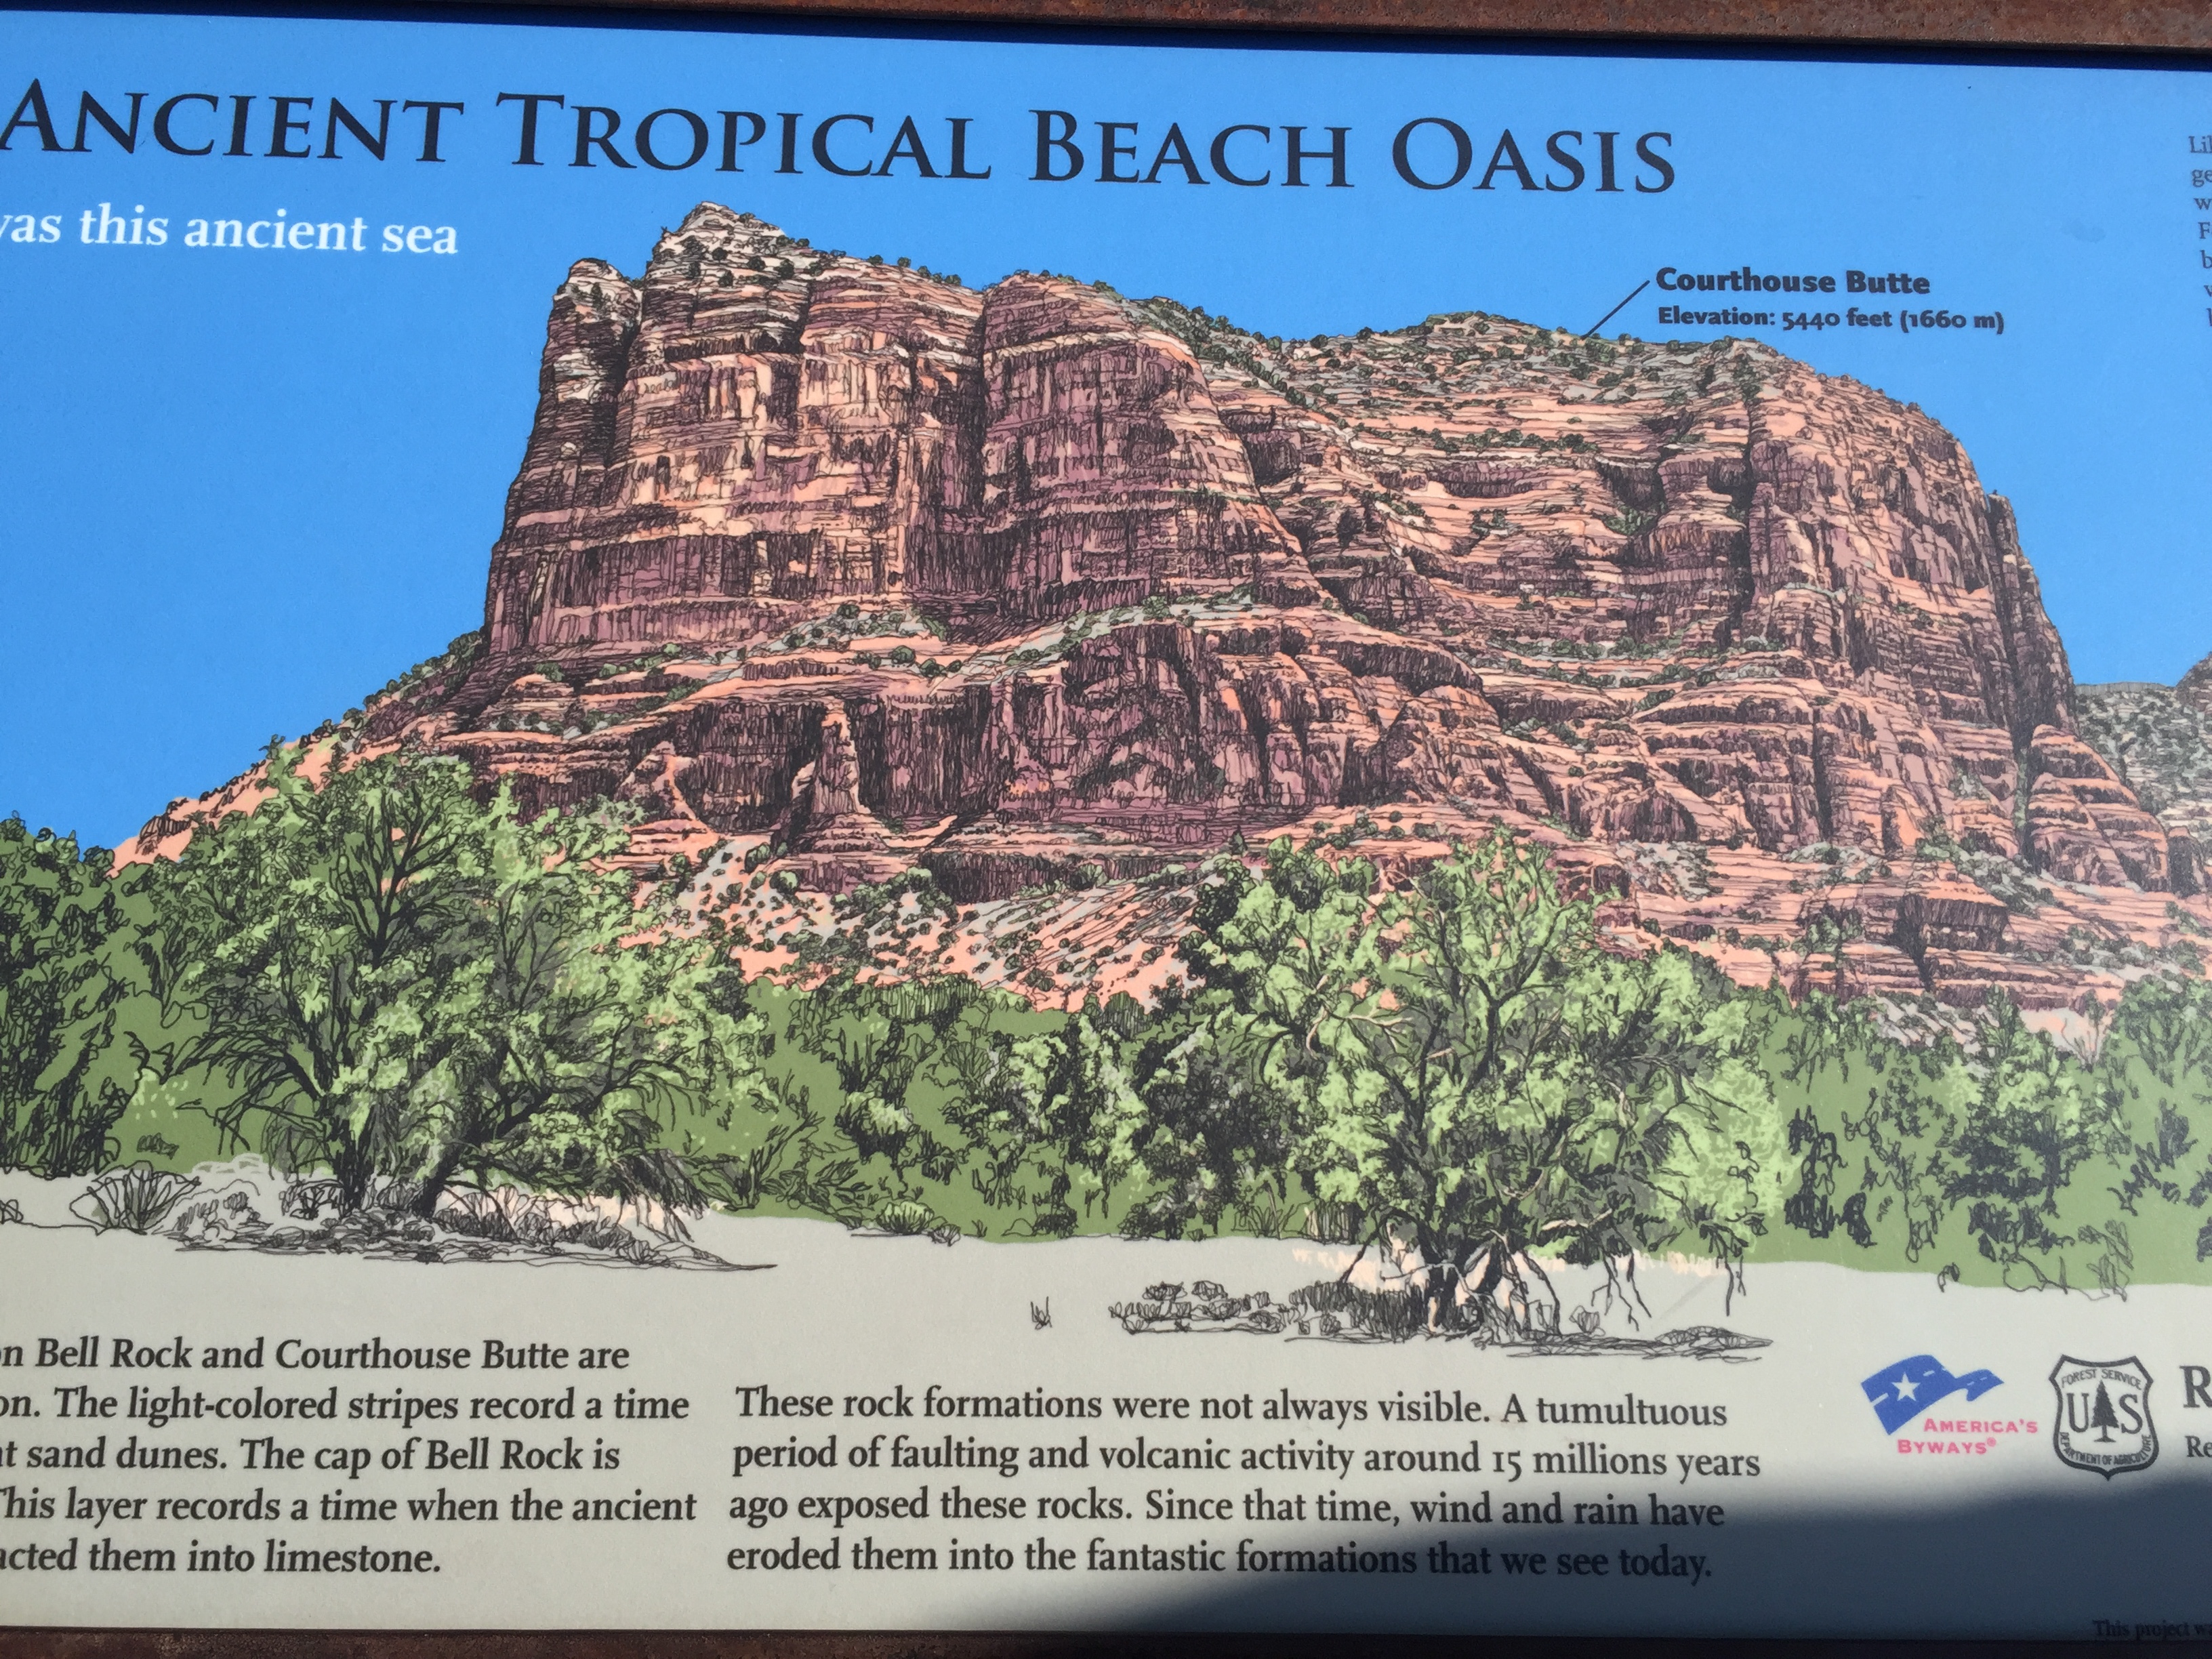 ANCIENT TROPICAL BEACH OASIS
was this ancient sea
Courthouse Butte
Elevation: 5440 feet (1660 m)
on Bell Rock and Courthouse Butte are
The light-colored stripes record a time
sand dunes. The cap of Bell Rock is
This layer records a time when the ancient
them into limestone.
These rock formations were not always visible. A tumultuous
period of faulting and volcanic activity around 15 millions years
ago exposed these rocks. Since that time, wind and rain have
eroded them into the fantastic formations that we see today.
AMERICA'S
BYWAYS®
FOREST SERVICE
US
DEPARTMENT OF AGRICULTURE
This project